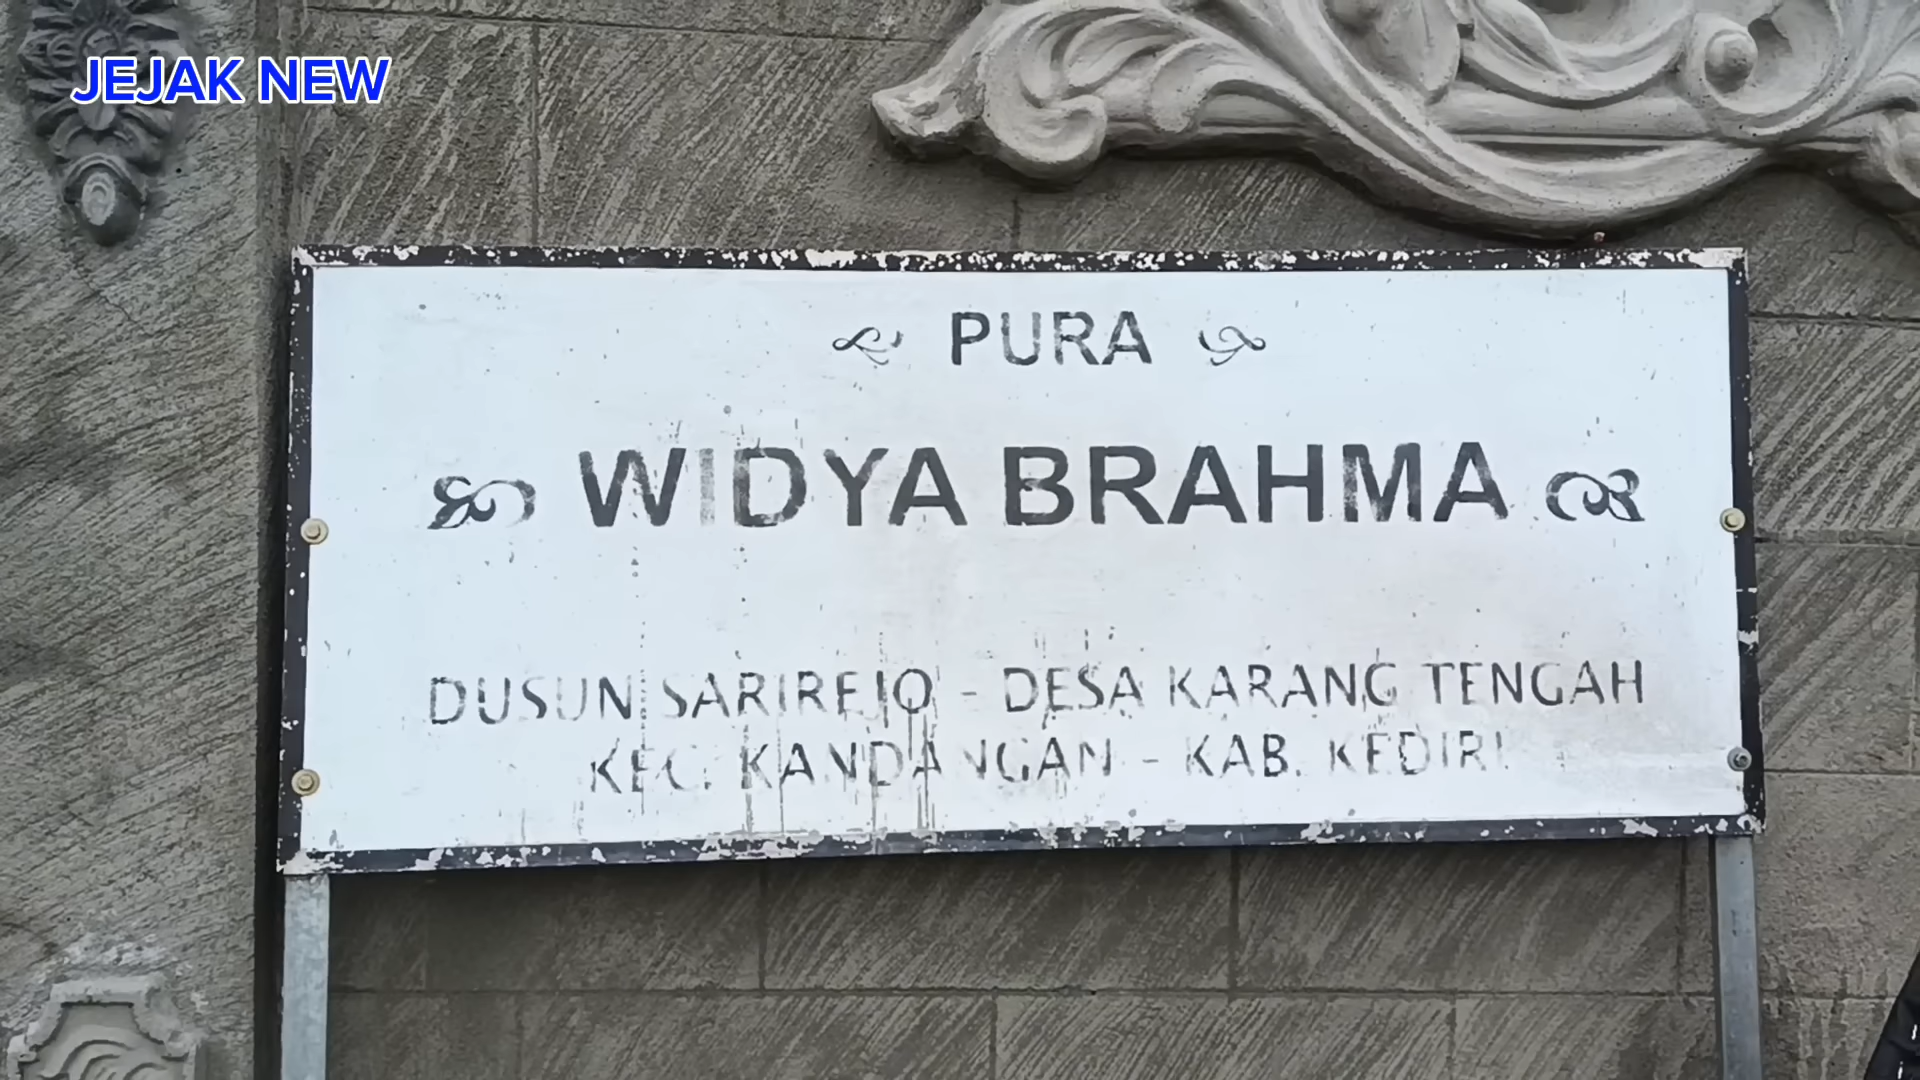 JEJAK NEW
PURA
WIDYA BRAHMA
DUSUN SARIREJO - DESA KARANG TENGAH
KEC. KANDANGAN - KAB. KEDIRI